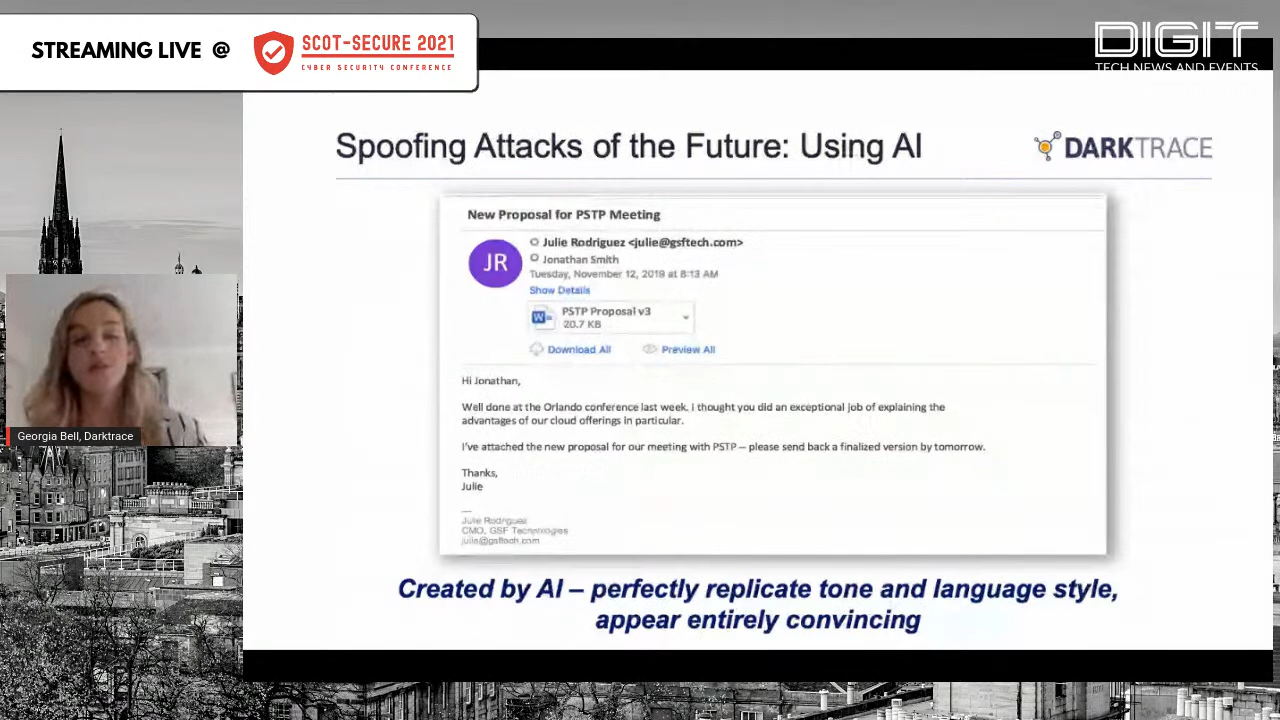 STREAMING LIVE @
SCOT-SECURE 2021
CYBER SECURITY CONFERENCE
DIGIT
TECH NEWS AND EVENTS
Spoofing Attacks of the Future: Using AI
DARKTRACE
New Proposal for PSTP Meeting
JR
Julie Rodriguez <julie@gsftech.com>
Jonathan Smith
Tuesday, November 12, 2019 at 8:13 AM
Show Details
W
PSTP Proposal v3
20.7 KB
Download All
Preview All
Hi Jonathan,
Well done at the Orlando conference last week. I thought you did an exceptional job of explaining the
advantages of our cloud offerings in particular.
I've attached the new proposal for our meeting with PSTP – please send back a finalized version by tomorrow.
Thanks,
Julie
—
Julie Rodriguez
CMO, GSF Technologies
julie@gsftech.com
Created by AI – perfectly replicate tone and language style,
appear entirely convincing
Georgia Bell, Darktrace